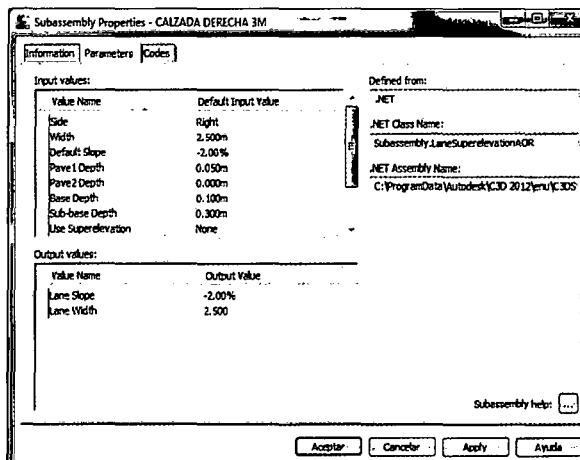 Subassembly Properties - CALZADA DERECHA 3M
Information Parameters Codes
Input values:
Value Name Default Input Value
Side Right
Width 2.500m
Default Slope -2.00%
Pave1 Depth 0.050m
Pave2 Depth 0.000m
Base Depth 0.100m
Sub-base Depth 0.300m
Use Superelevation None
Defined from:
.NET
.NET Class Name:
Subassembly.LaneSuperelevationAOR
.NET Assembly Name:
C:\ProgramData\Autodesk\C3D 2012\enu\C3DS
Output values:
Value Name Output Value
Lane Slope -2.00%
Lane Width 2.500
Subassembly help: ...
Aceptar Cancelar Apply Ayuda